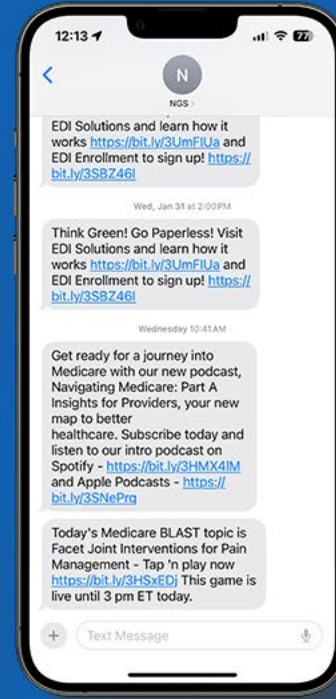 12:13
27
N
NGS
EDI Solutions and learn how it
works https://bit.ly/3UmFlUa and
EDI Enrollment to sign up! https://
bit.ly/3SBZ46I
Wed, Jan 31 at 2:00 PM
Think Green! Go Paperless! Visit
EDI Solutions and learn how it
works https://bit.ly/3UmFlUa and
EDI Enrollment to sign up! https://
bit.ly/3SBZ46I
Wednesday 10:41 AM
Get ready for a journey into
Medicare with our new podcast,
Navigating Medicare: Part A
Insights for Providers, your new
map to better
healthcare. Subscribe today and
listen to our intro podcast on
Spotify - https://bit.ly/3HMX4lM
and Apple Podcasts - https://
bit.ly/3SNePrq
Today's Medicare BLAST topic is
Facet Joint Interventions for Pain
Management - Tap 'n play now
https://bit.ly/3HSxEDj This game is
live until 3 pm ET today.
Text Message